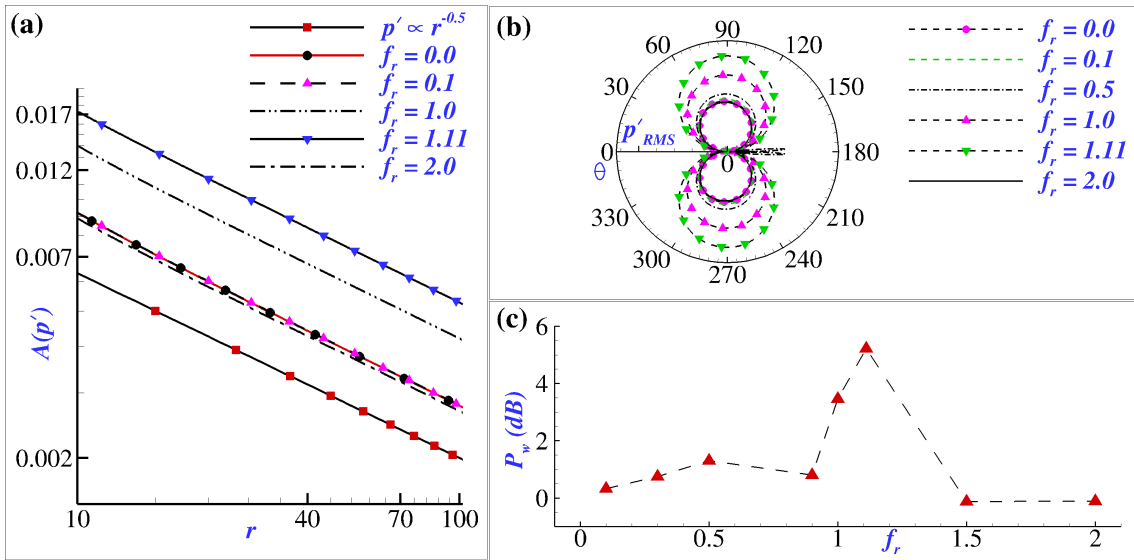 (a)
p′ ∝ r^-0.5
f_r = 0.0
f_r = 0.1
f_r = 1.0
f_r = 1.11
f_r = 2.0
0.017
0.012
0.007
0.002
A(p′)
10 40 70 100
r
(b)
90
60 120
30 150
0 180
330 210
300 240
270
p′_RMS
0
Θ
f_r = 0.0
f_r = 0.1
f_r = 0.5
f_r = 1.0
f_r = 1.11
f_r = 2.0
(c)
6
4
2
0
P_w (dB)
0 0.5 1 1.5 2
f_r